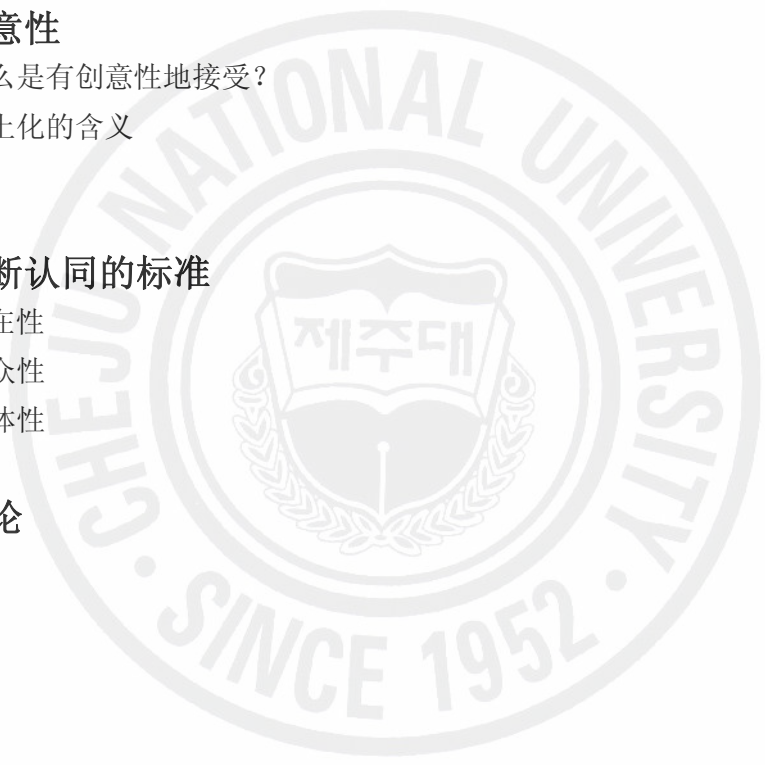 意性
么是有创意性地接受?
土化的含义
断认同的标准
在性
众性
体性
论
CHEJU NATIONAL UNIVERSITY
제주대
· SINCE 1952 ·